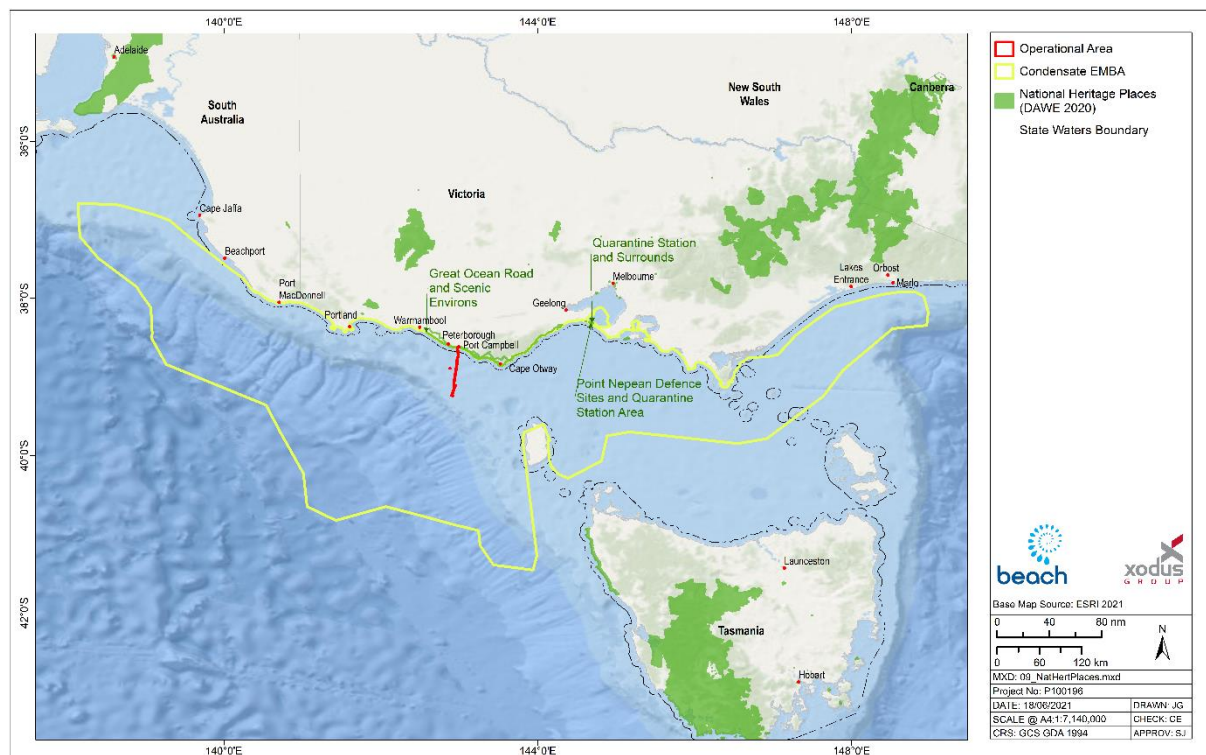 140°0'E
144°0'E
148°0'E
Adelaide
South
Australia
New South
Wales
Canberra
36°0'S
Victoria
Cape Jaffa
Beachport
Port
MacDonnell
Portland
Great Ocean Road
and Scenic
Environs
Warrnambool
Peterborough
Port Campbell
Cape Otway
Quarantine Station
and Surrounds
Melbourne
Geelong
Lakes
Entrance
Orbost
Marlo
38°0'S
Point Nepean Defence
Sites and Quarantine
Station Area
40°0'S
Launceston
42°0'S
Tasmania
Hobart
140°0'E
144°0'E
148°0'E
Operational Area
Condensate EMBA
National Heritage Places
(DAWE 2020)
State Waters Boundary
beach
xodus
GROUP
Base Map Source: ESRI 2021
0 40 80 nm
0 60 120 km
N
MXD: 09_NatHertPlaces.mxd
Project No: P100196
DATE: 18/06/2021
DRAWN: JG
SCALE @ A4:1:7,140,000
CHECK: CE
CRS: GCS GDA 1994
APPROV: SJ